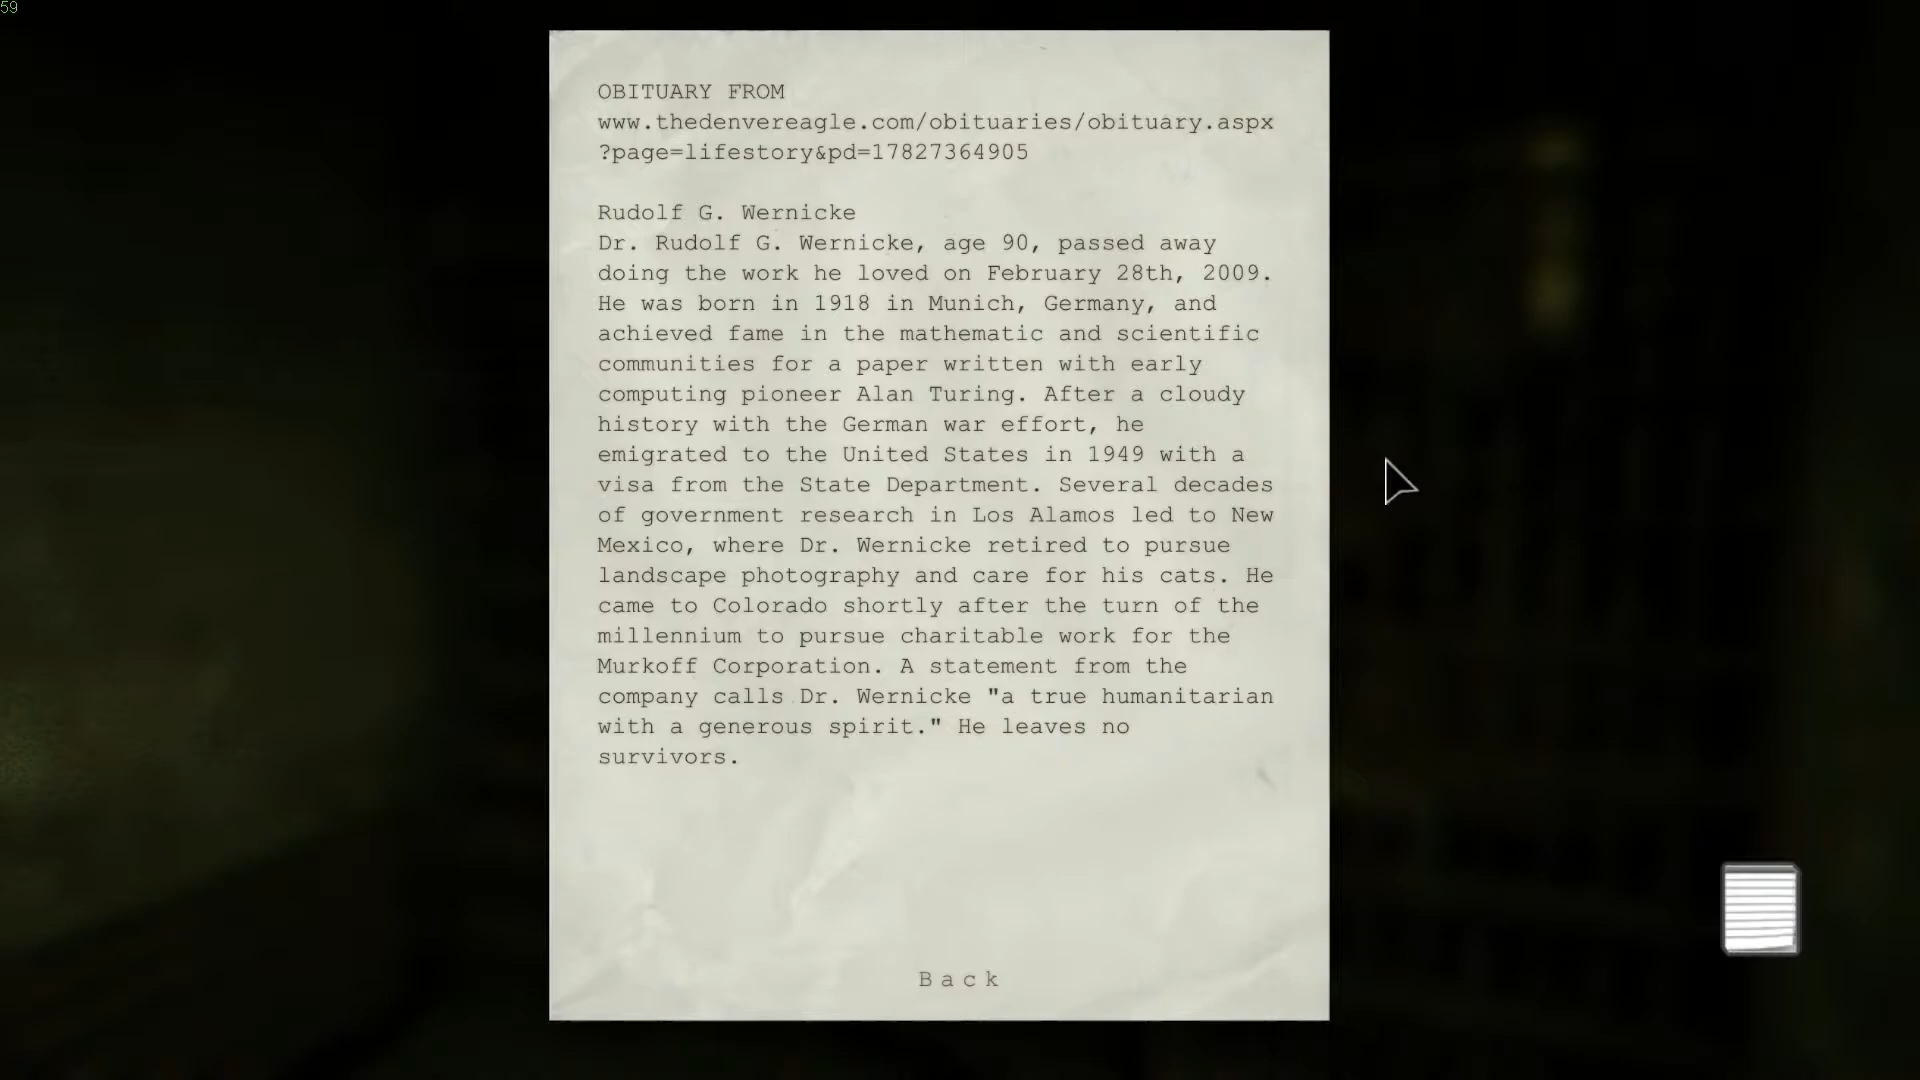 59
OBITUARY FROM
www.thedenvereagle.com/obituaries/obituary.aspx
?page=lifestory&pd=17827364905
Rudolf G. Wernicke
Dr. Rudolf G. Wernicke, age 90, passed away
doing the work he loved on February 28th, 2009.
He was born in 1918 in Munich, Germany, and
achieved fame in the mathematic and scientific
communities for a paper written with early
computing pioneer Alan Turing. After a cloudy
history with the German war effort, he
emigrated to the United States in 1949 with a
visa from the State Department. Several decades
of government research in Los Alamos led to New
Mexico, where Dr. Wernicke retired to pursue
landscape photography and care for his cats. He
came to Colorado shortly after the turn of the
millennium to pursue charitable work for the
Murkoff Corporation. A statement from the
company calls Dr. Wernicke "a true humanitarian
with a generous spirit." He leaves no
survivors.
Back